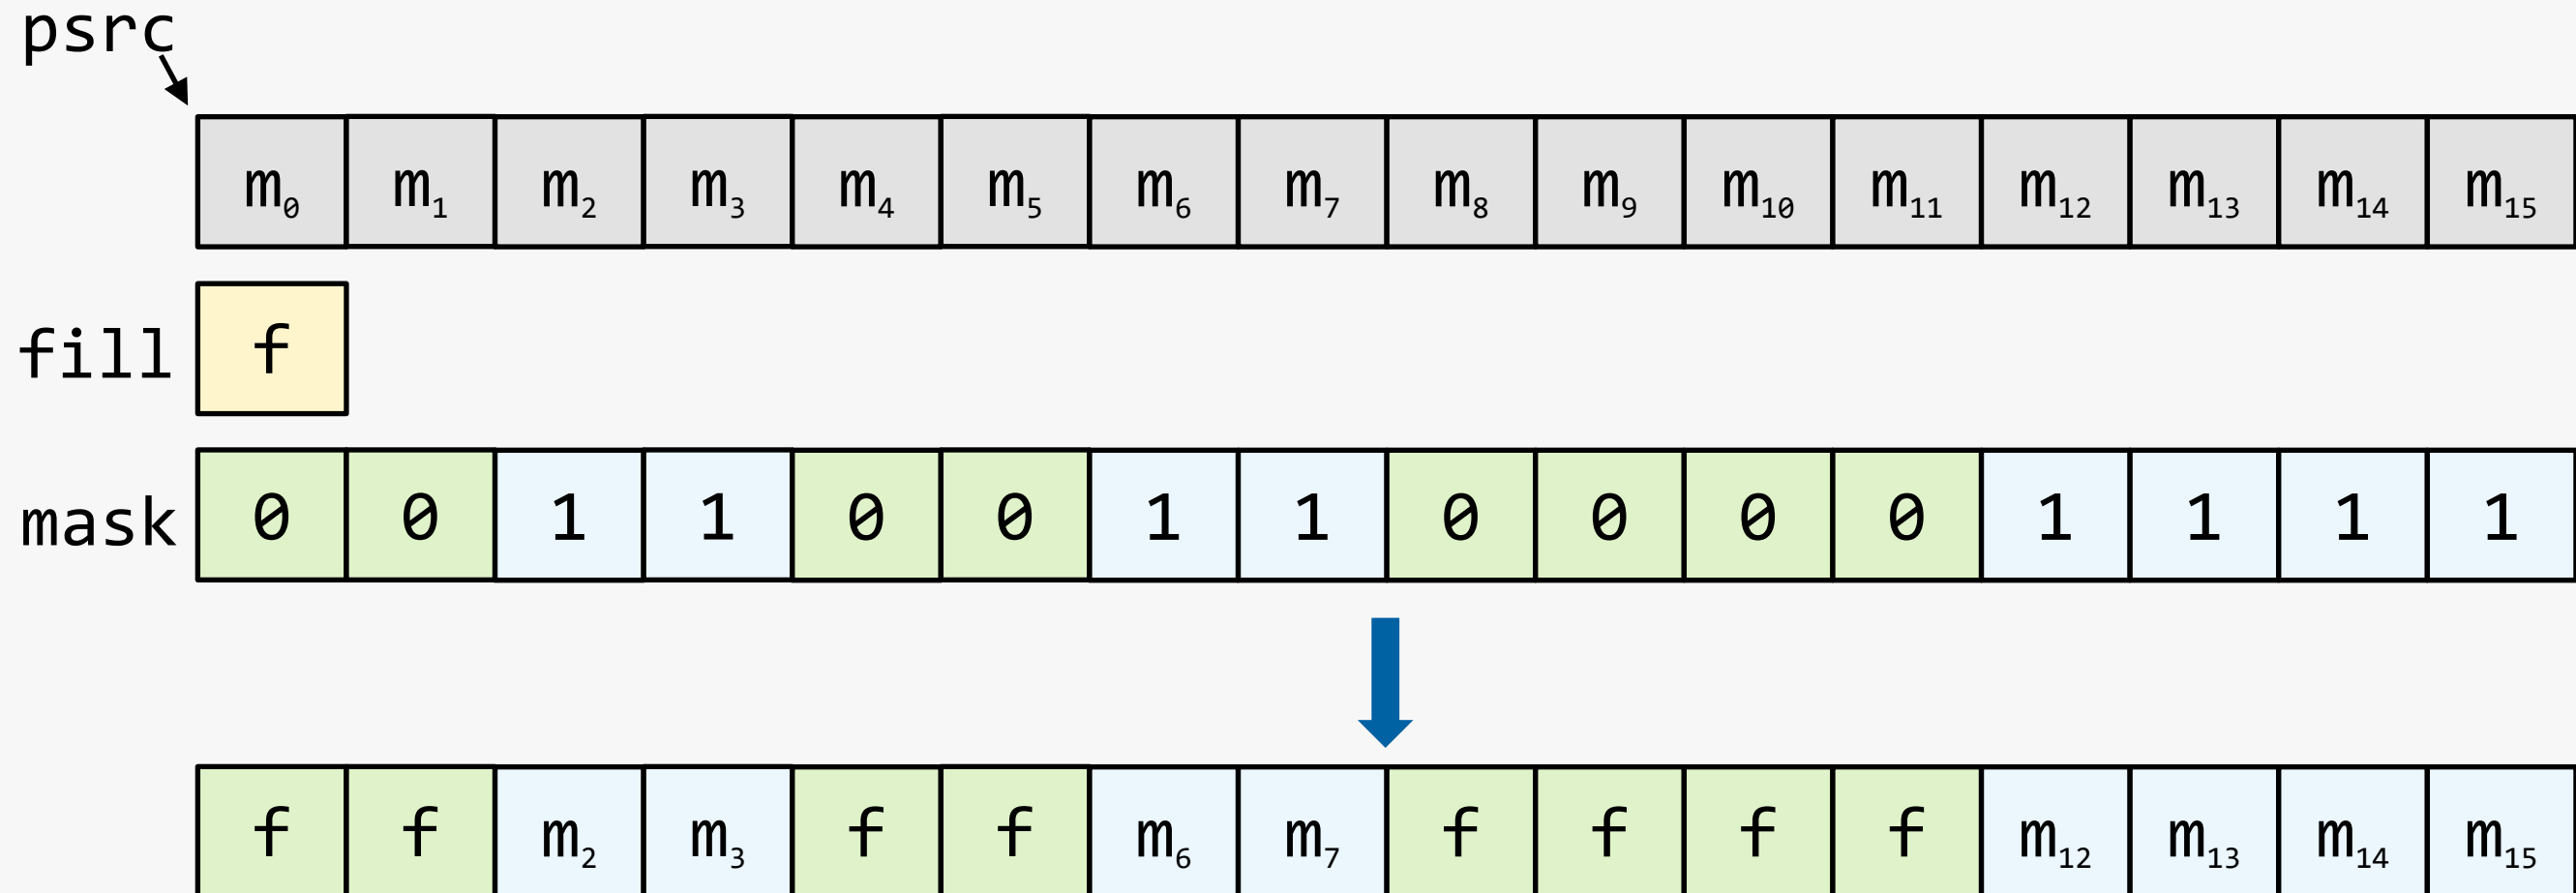 psrc
m₀ m₁ m₂ m₃ m₄ m₅ m₆ m₇ m₈ m₉ m₁₀ m₁₁ m₁₂ m₁₃ m₁₄ m₁₅
fill f
mask 0 0 1 1 0 0 1 1 0 0 0 0 1 1 1 1
f f m₂ m₃ f f m₆ m₇ f f f f m₁₂ m₁₃ m₁₄ m₁₅